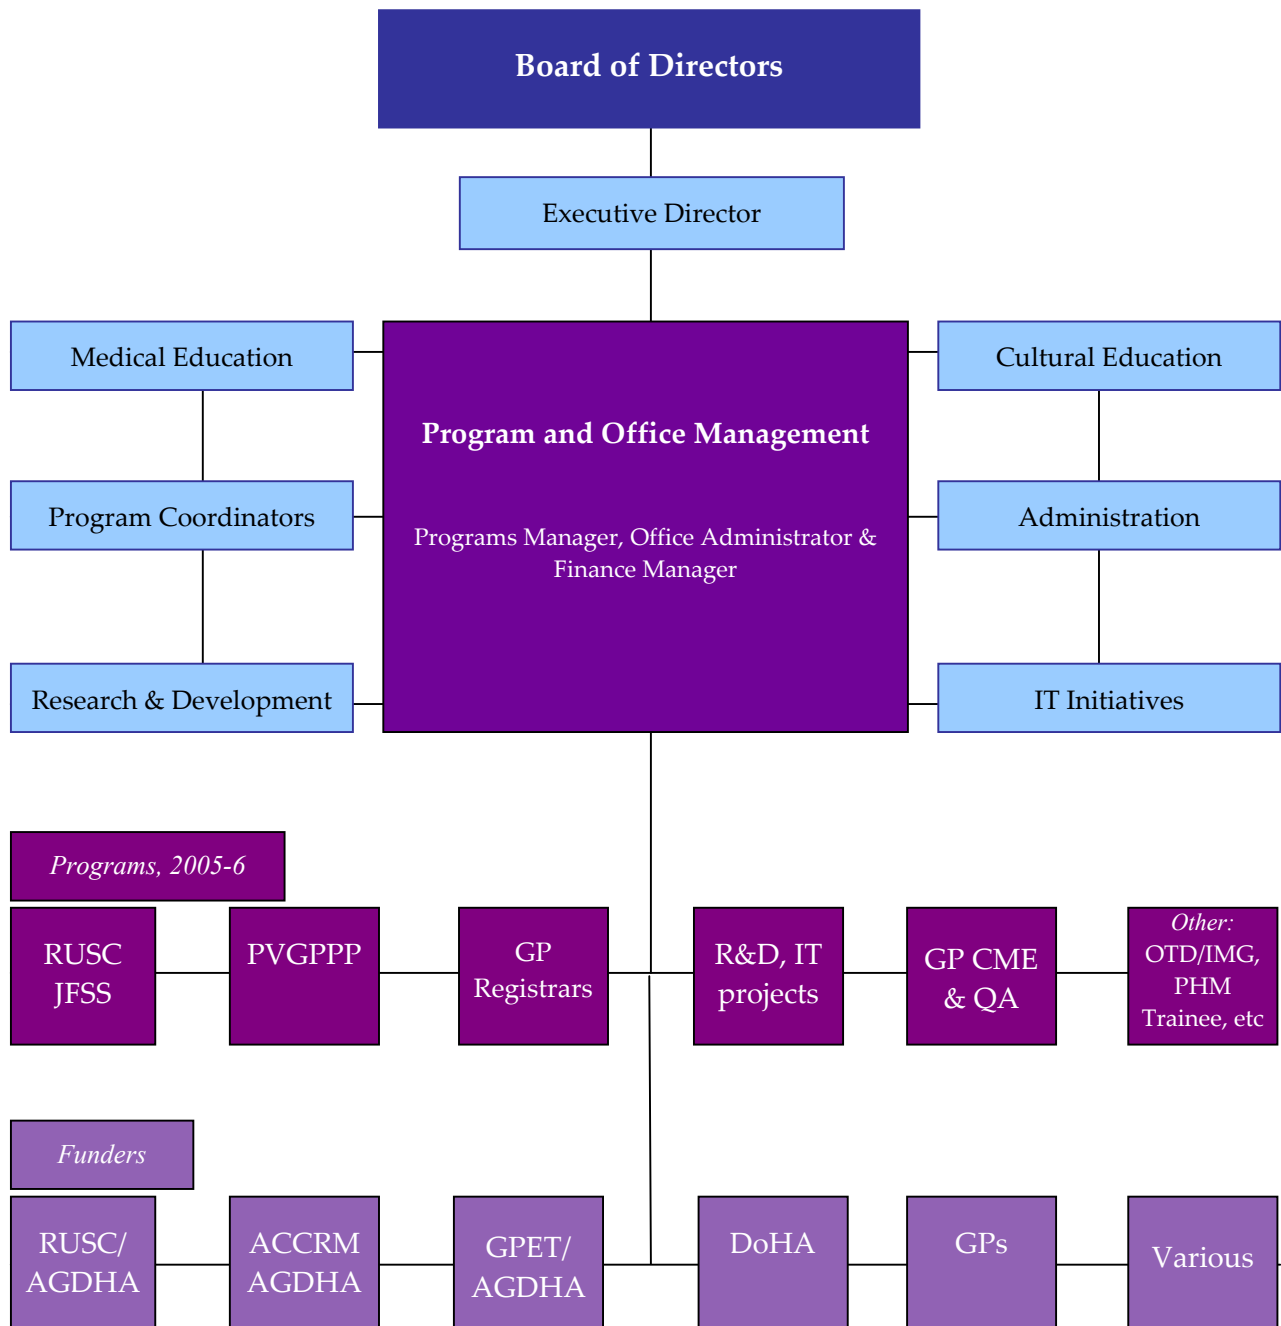 Board of Directors
Executive Director
Medical Education
Cultural Education
Program and Office Management
Program Coordinators
Administration
Programs Manager, Office Administrator &
Finance Manager
Research & Development
IT Initiatives
Programs, 2005-6
RUSC
JFSS
PVGPPP
GP
Registrars
R&D, IT
projects
GP CME
& QA
Other:
OTD/IMG,
PHM
Trainee, etc
Funders
RUSC/
AGDHA
ACCRM
AGDHA
GPET/
AGDHA
DoHA
GPs
Various